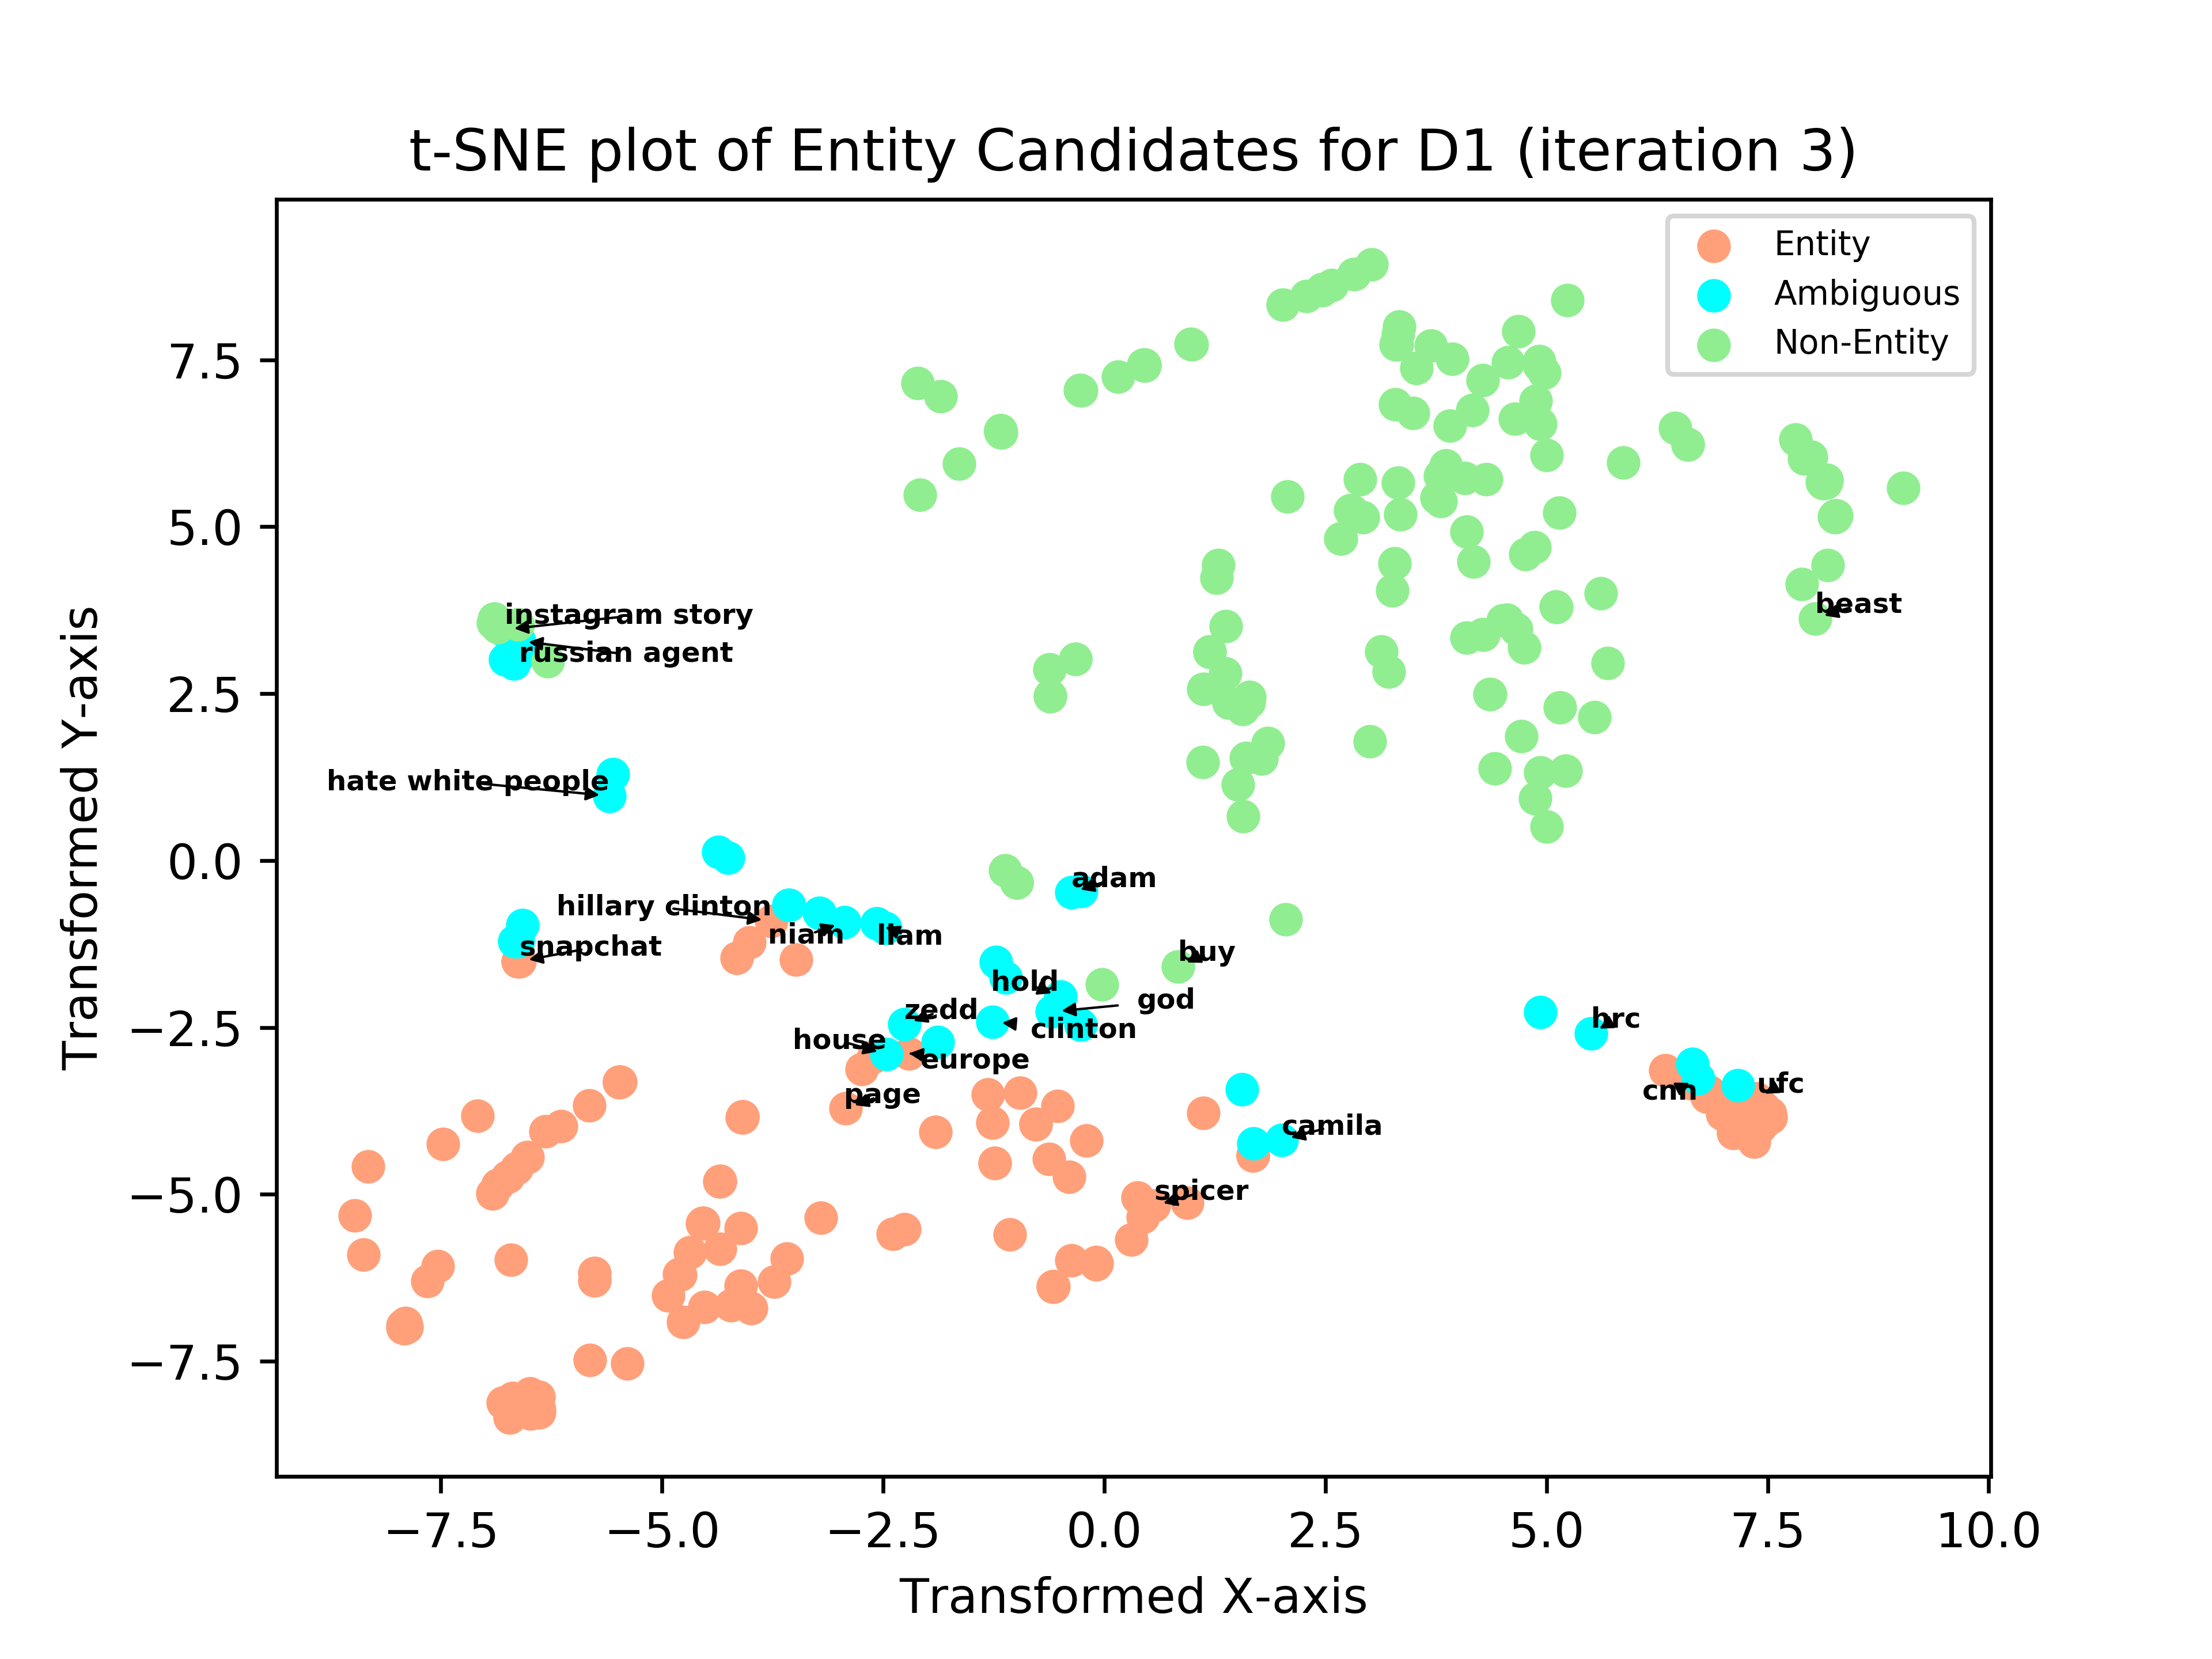 t-SNE plot of Entity Candidates for D1 (iteration 3)
Entity
Ambiguous
Non-Entity
7.5
5.0
2.5
0.0
−2.5
−5.0
−7.5
Transformed Y-axis
instagram story
russian agent
beast
hate white people
adam
hillary clinton
niam
liam
snapchat
buy
hold
god
zedd
clinton
hrc
house
europe
page
cnn
ufc
camila
spicer
−7.5
−5.0
−2.5
0.0
2.5
5.0
7.5
10.0
Transformed X-axis